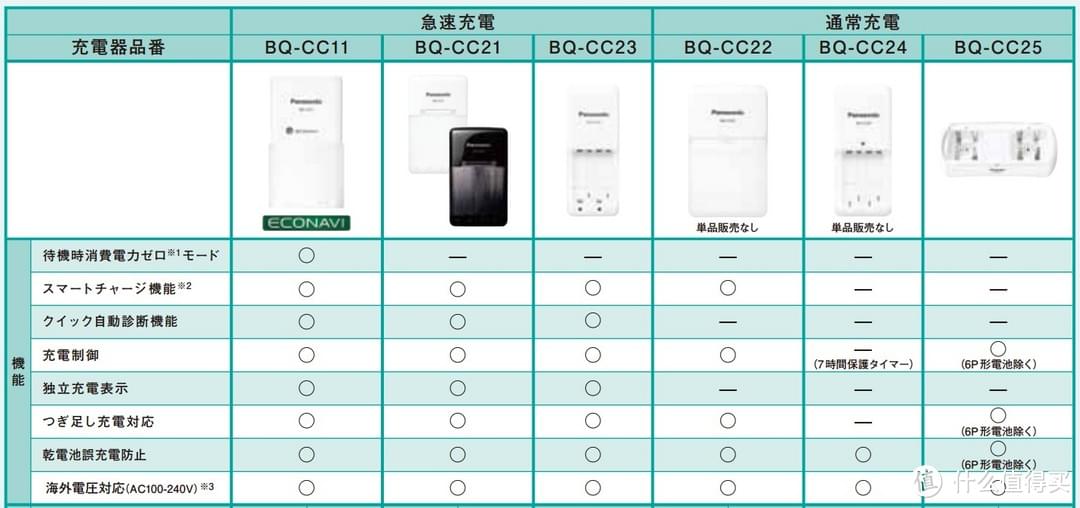 急速充電 通常充電
充電器品番 BQ-CC11 BQ-CC21 BQ-CC23 BQ-CC22 BQ-CC24 BQ-CC25
Panasonic Panasonic Panasonic Panasonic Panasonic Panasonic
ECONAVI
単品販売なし 単品販売なし
機能
待機時消費電力ゼロ※1モード ○ — — — — —
スマートチャージ機能※2 ○ ○ ○ ○ — —
クイック自動診断機能 ○ ○ ○ — — —
充電制御 ○ ○ ○ ○ — ○
(7時間保護タイマー) (6P形電池除く)
独立充電表示 ○ ○ ○ — — —
つぎ足し充電対応 ○ ○ ○ ○ — ○
(6P形電池除く)
乾電池誤充電防止 ○ ○ ○ ○ ○ ○
(6P形電池除く)
海外電圧対応(AC100-240V)※3 ○ ○ ○ ○ ○ ○
值 什么值得买